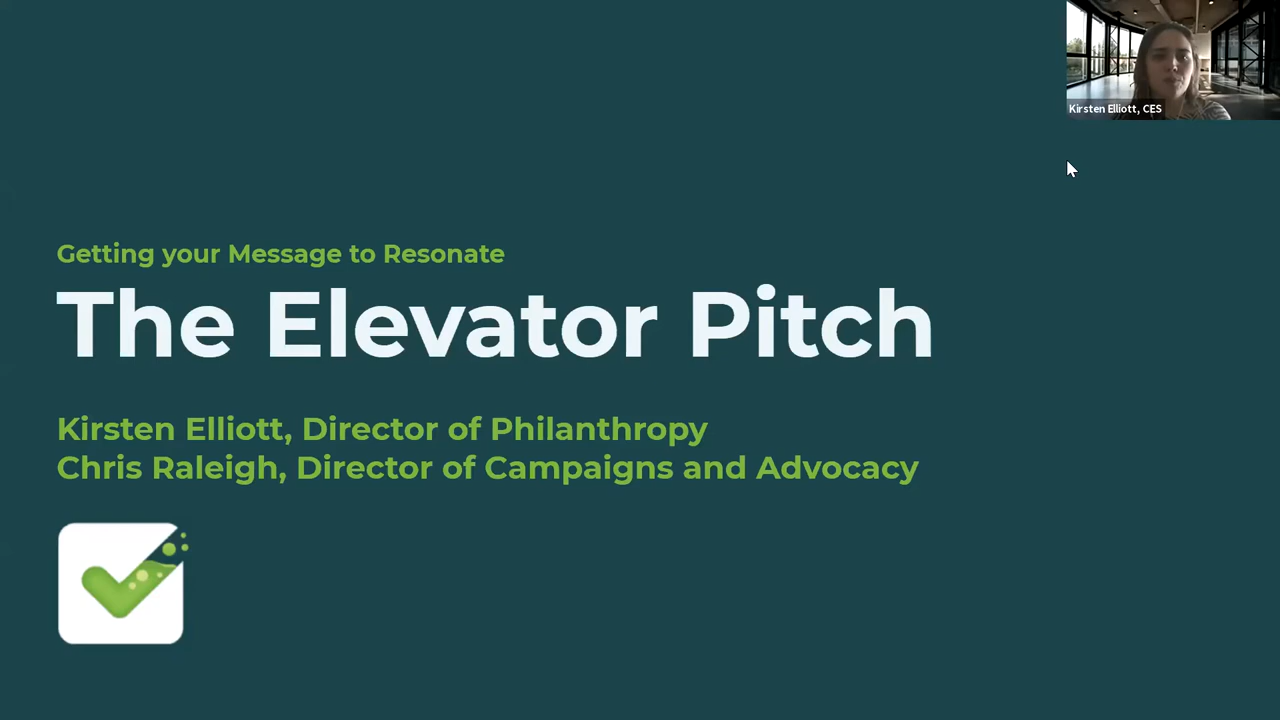 Kirsten Elliott, CES
Getting your Message to Resonate
The Elevator Pitch
Kirsten Elliott, Director of Philanthropy
Chris Raleigh, Director of Campaigns and Advocacy